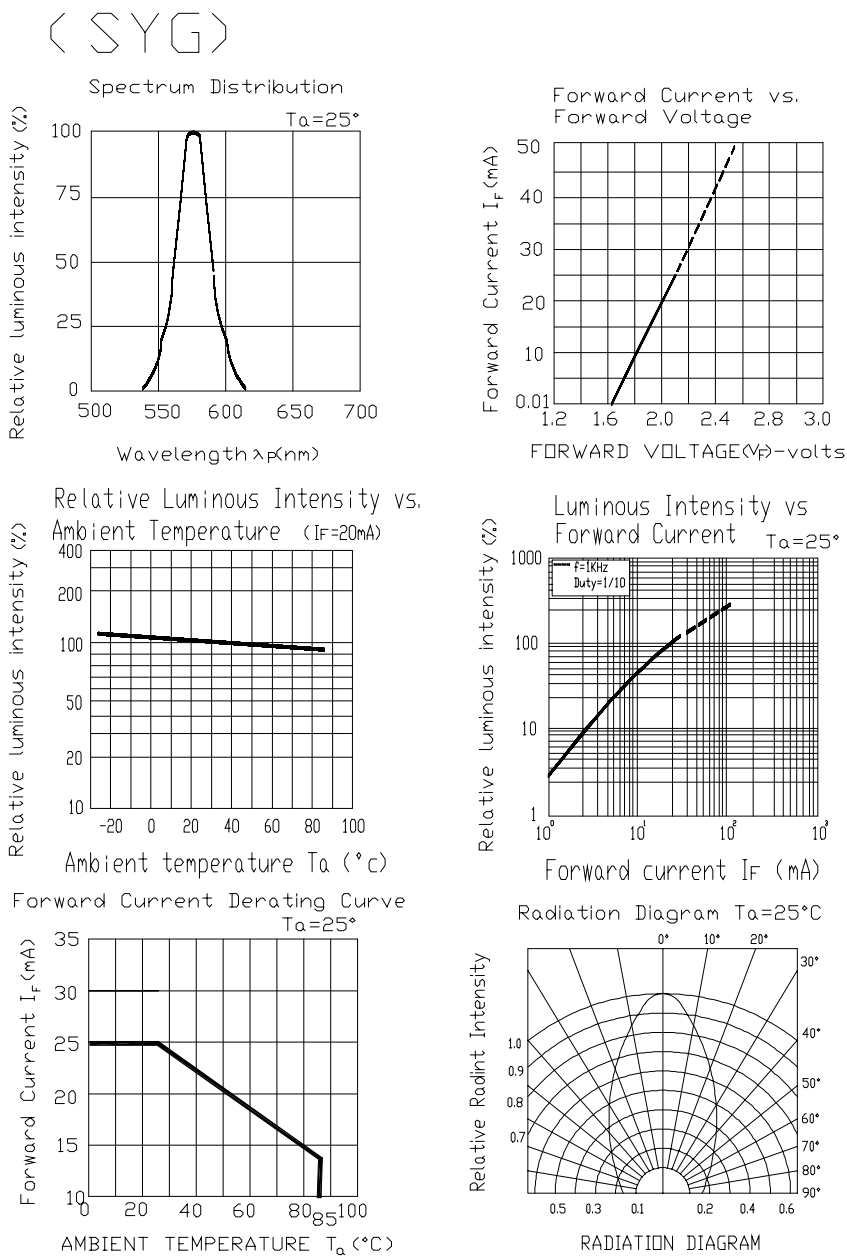 (SYG)
Spectrum Distribution
Ta=25°
Relative luminous intensity (%)
100
75
50
25
0
500 550 600 650 700
Wavelength λp(nm)
Forward Current vs.
Forward Voltage
Forward Current IF(mA)
50
40
30
20
10
0.01
1.2 1.6 2.0 2.4 2.8 3.0
FORWARD VOLTAGE(VF)-volts
Relative Luminous Intensity vs.
Ambient Temperature (IF=20mA)
Relative luminous intensity (%)
400
200
100
50
20
10
-20 0 20 40 60 80 100
Ambient temperature Ta (°c)
Luminous Intensity vs
Forward Current Ta=25°
Relative luminous intensity (%)
f=1KHz
Duty=1/10
1000
100
10
1
10⁰ 10¹ 10² 10³
Forward current IF (mA)
Forward Current Derating Curve
Ta=25°
Forward Current IF(mA)
35
30
25
20
15
10
0 20 40 60 80 85 100
AMBIENT TEMPERATURE Ta (°C)
Radiation Diagram Ta=25°C
Relative Radint Intensity
0° 10° 20°
30°
40°
50°
60°
70°
80°
90°
1.0
0.9
0.8
0.7
0.5 0.3 0.1 0.2 0.4 0.6
RADIATION DIAGRAM